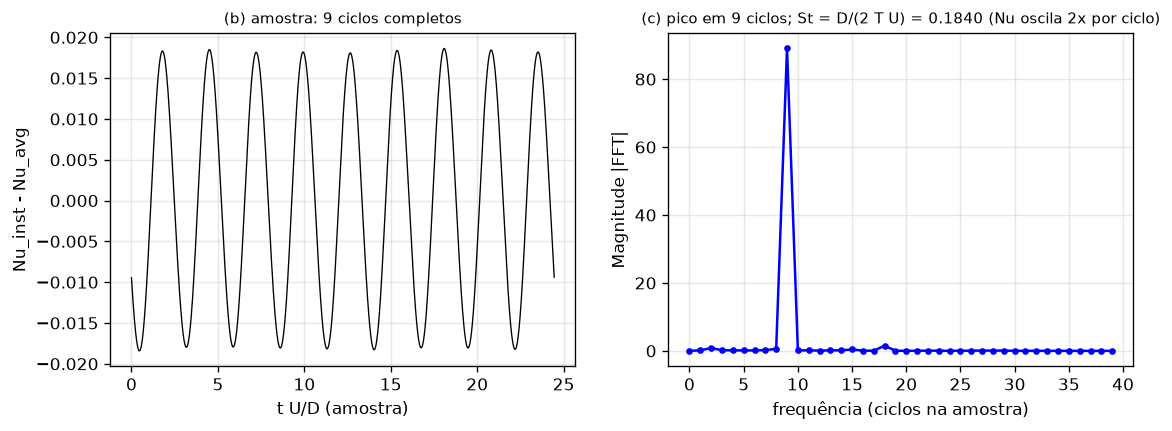 (b) amostra: 9 ciclos completos
Nu_inst - Nu_avg
0.020
0.015
0.010
0.005
0.000
−0.005
−0.010
−0.015
−0.020
0 5 10 15 20 25
t U/D (amostra)
(c) pico em 9 ciclos; St = D/(2 T U) = 0.1840 (Nu oscila 2x por ciclo)
Magnitude |FFT|
80
60
40
20
0
0 5 10 15 20 25 30 35 40
frequência (ciclos na amostra)